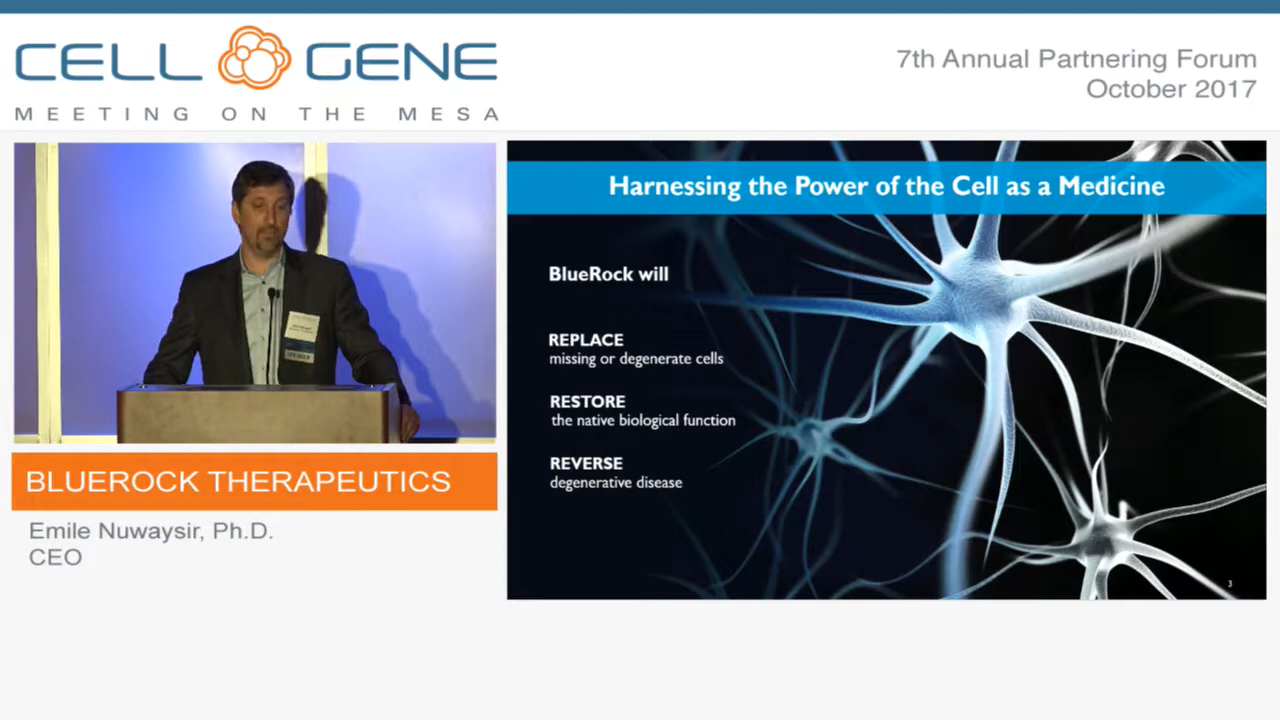 CELL GENE
MEETING ON THE MESA
7th Annual Partnering Forum
October 2017
Harnessing the Power of the Cell as a Medicine
BlueRock will
REPLACE
missing or degenerate cells
RESTORE
the native biological function
REVERSE
degenerative disease
3
BLUEROCK THERAPEUTICS
Emile Nuwaysir, Ph.D.
CEO